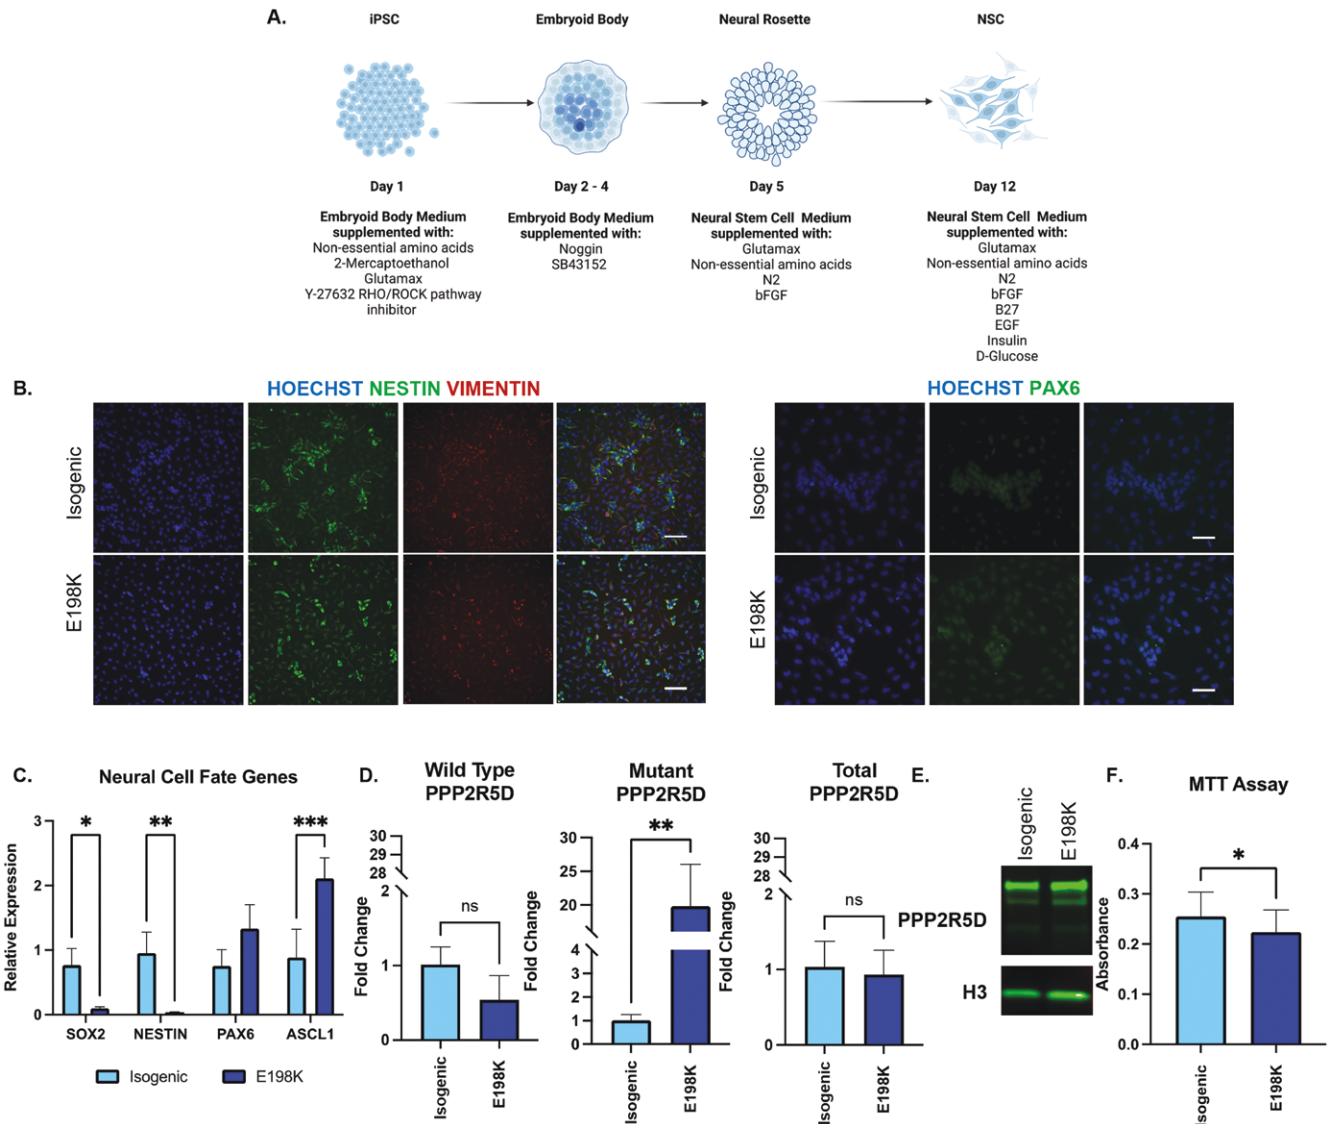 A.
iPSC
Embryoid Body
Neural Rosette
NSC
Day 1
Day 2 - 4
Day 5
Day 12
Embryoid Body Medium
supplemented with:
Non-essential amino acids
2-Mercaptoethanol
Glutamax
Y-27632 RHO/ROCK pathway
inhibitor
Embryoid Body Medium
supplemented with:
Noggin
SB43152
Neural Stem Cell Medium
supplemented with:
Glutamax
Non-essential amino acids
N2
bFGF
Neural Stem Cell Medium
supplemented with:
Glutamax
Non-essential amino acids
N2
bFGF
B27
EGF
Insulin
D-Glucose
B.
HOECHST NESTIN VIMENTIN
HOECHST PAX6
Isogenic
E198K
Isogenic
E198K
C.
Neural Cell Fate Genes
Relative Expression
3
2
1
0
*
**
***
SOX2
NESTIN
PAX6
ASCL1
Isogenic
E198K
D.
Wild Type
PPP2R5D
Fold Change
30
29
28
2
1
0
ns
Isogenic
E198K
Mutant
PPP2R5D
Fold Change
30
20
4
3
2
1
0
**
Isogenic
E198K
Total
PPP2R5D
Fold Change
30
29
28
2
1
0
ns
Isogenic
E198K
E.
Isogenic
E198K
PPP2R5D
H3
F.
MTT Assay
Absorbance
0.4
0.3
0.2
0.1
0.0
*
Isogenic
E198K